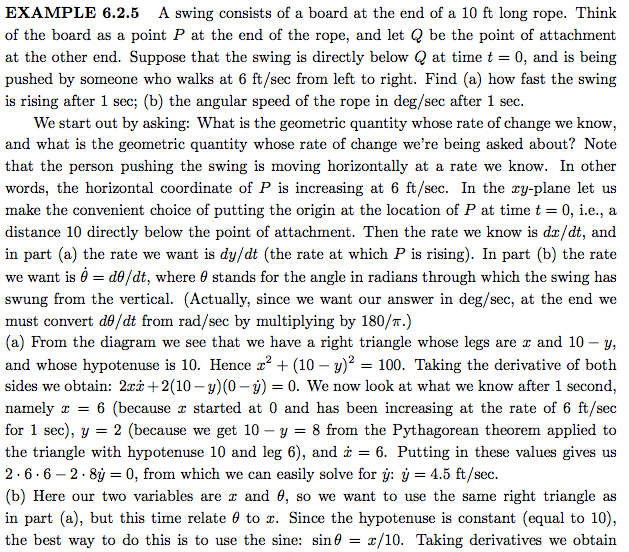 EXAMPLE 6.2.5 A swing consists of a board at the end of a 10 ft long rope. Think
of the board as a point P at the end of the rope, and let Q be the point of attachment
at the other end. Suppose that the swing is directly below Q at time t = 0, and is being
pushed by someone who walks at 6 ft/sec from left to right. Find (a) how fast the swing
is rising after 1 sec; (b) the angular speed of the rope in deg/sec after 1 sec.
We start out by asking: What is the geometric quantity whose rate of change we know,
and what is the geometric quantity whose rate of change we're being asked about? Note
that the person pushing the swing is moving horizontally at a rate we know. In other
words, the horizontal coordinate of P is increasing at 6 ft/sec. In the xy-plane let us
make the convenient choice of putting the origin at the location of P at time t = 0, i.e., a
distance 10 directly below the point of attachment. Then the rate we know is dx/dt, and
in part (a) the rate we want is dy/dt (the rate at which P is rising). In part (b) the rate
we want is θ̇ = dθ/dt, where θ stands for the angle in radians through which the swing has
swung from the vertical. (Actually, since we want our answer in deg/sec, at the end we
must convert dθ/dt from rad/sec by multiplying by 180/π.)
(a) From the diagram we see that we have a right triangle whose legs are x and 10 − y,
and whose hypotenuse is 10. Hence x² + (10 − y)² = 100. Taking the derivative of both
sides we obtain: 2xẋ + 2(10 − y)(0 − ẏ) = 0. We now look at what we know after 1 second,
namely x = 6 (because x started at 0 and has been increasing at the rate of 6 ft/sec
for 1 sec), y = 2 (because we get 10 − y = 8 from the Pythagorean theorem applied to
the triangle with hypotenuse 10 and leg 6), and ẋ = 6. Putting in these values gives us
2 · 6 · 6 − 2 · 8ẏ = 0, from which we can easily solve for ẏ: ẏ = 4.5 ft/sec.
(b) Here our two variables are x and θ, so we want to use the same right triangle as
in part (a), but this time relate θ to x. Since the hypotenuse is constant (equal to 10),
the best way to do this is to use the sine: sin θ = x/10. Taking derivatives we obtain